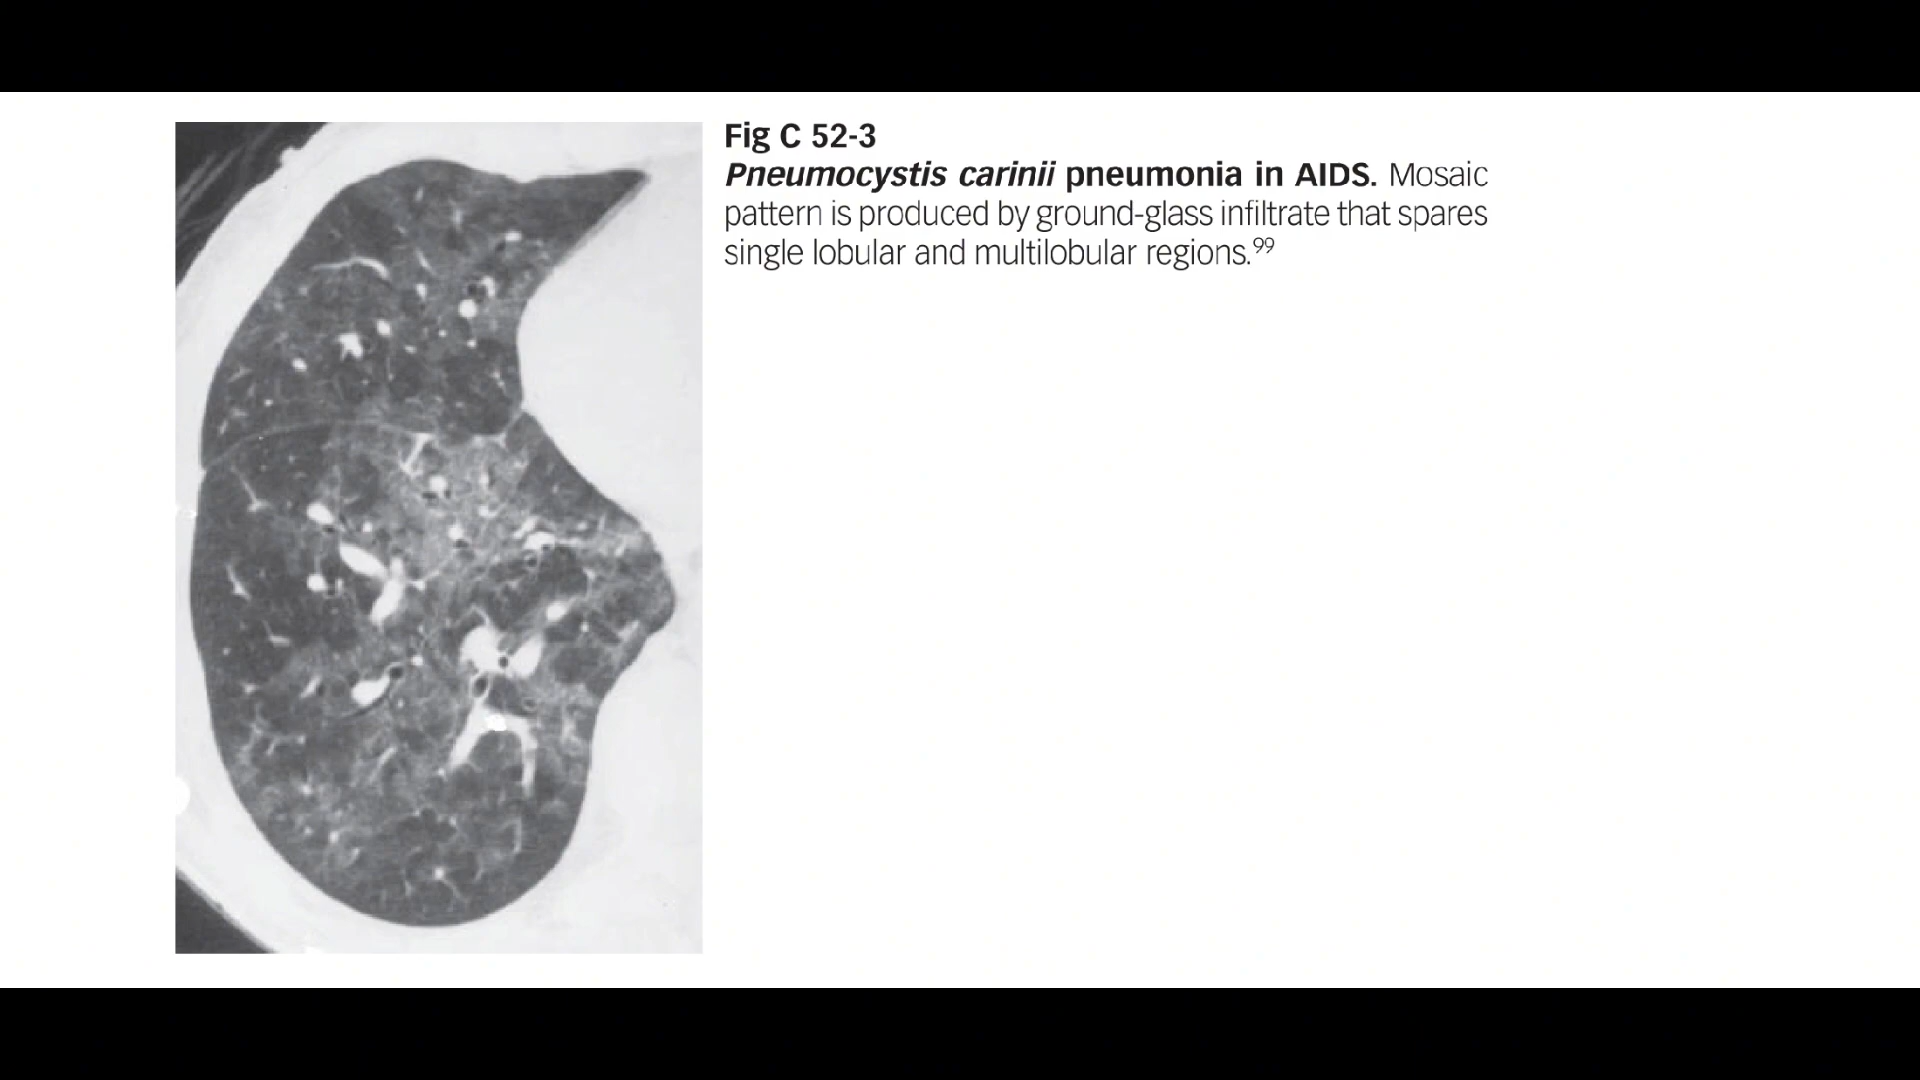 Fig C 52-3
Pneumocystis carinii pneumonia in AIDS. Mosaic
pattern is produced by ground-glass infiltrate that spares
single lobular and multilobular regions.99